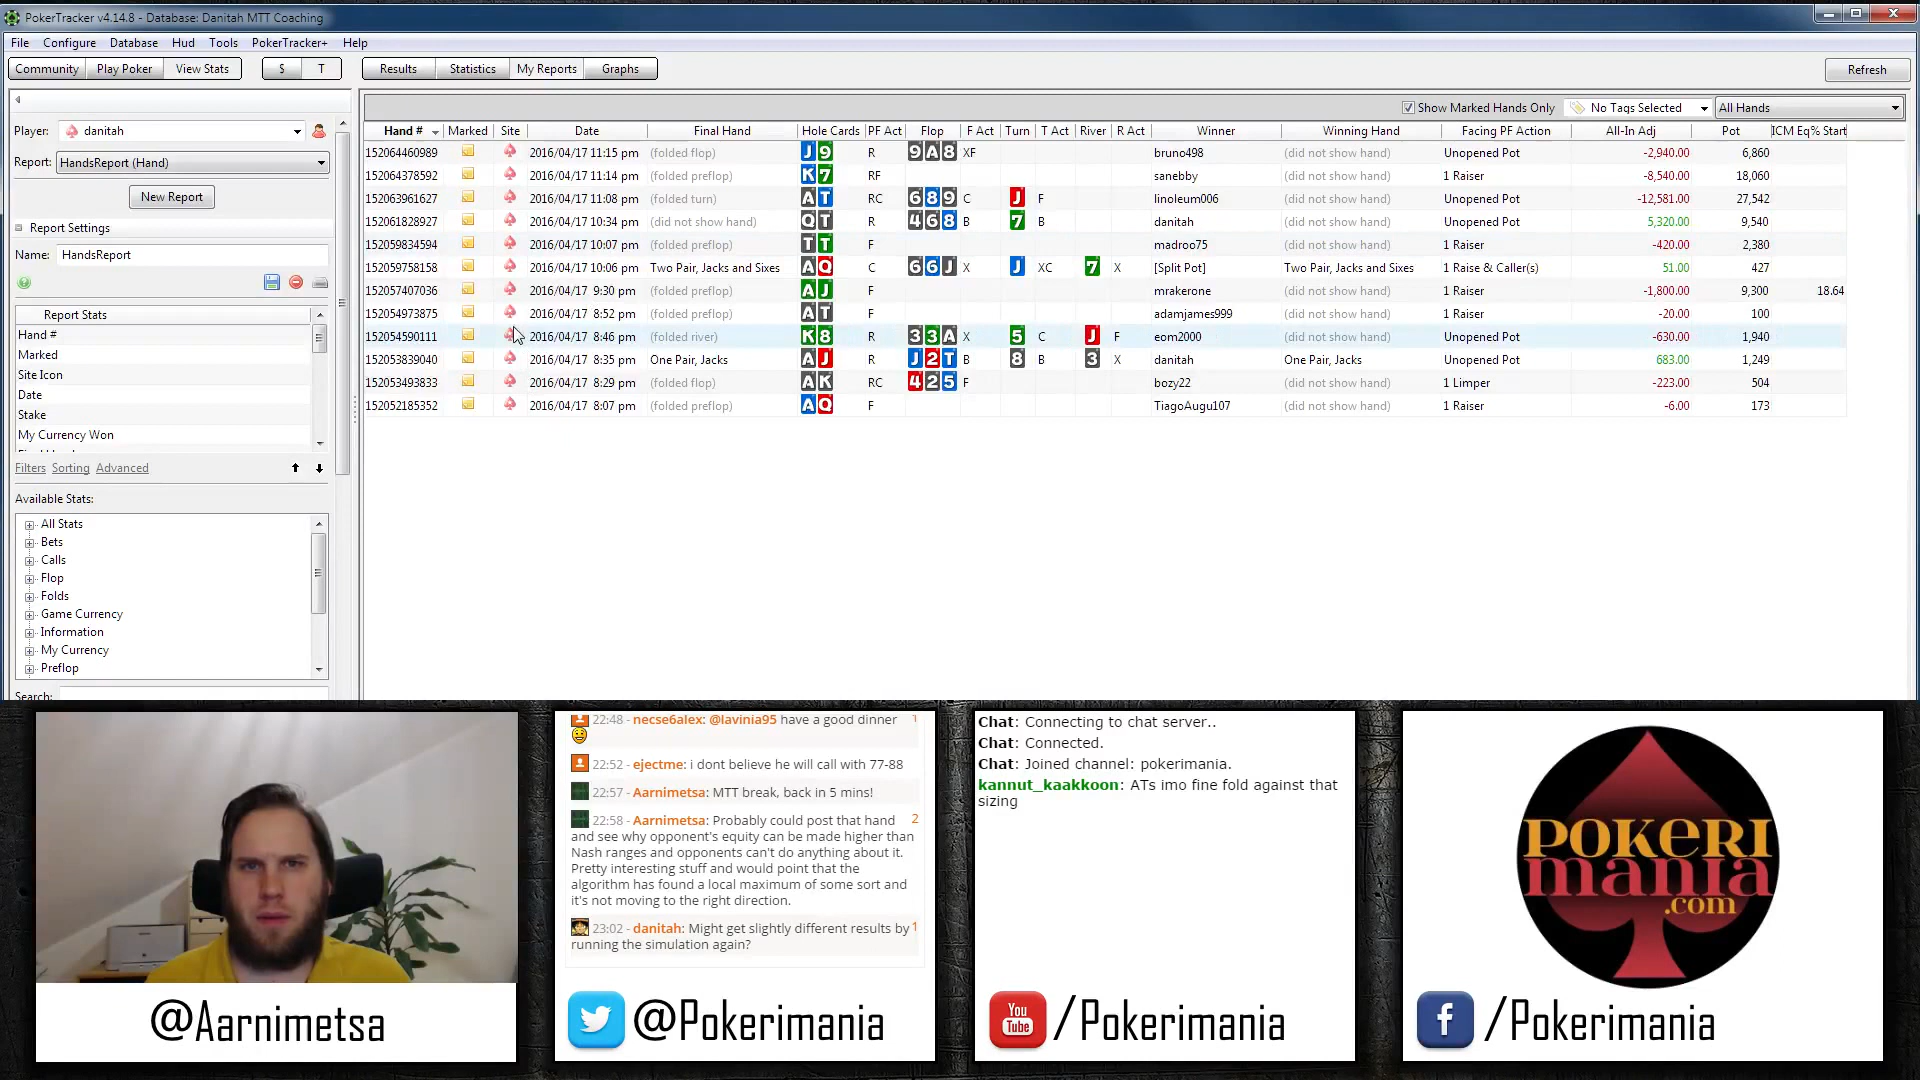 PokerTracker v4.14.8 - Database: Danitah MTT Coaching
File Configure Database Hud Tools PokerTracker+ Help
Community Play Poker View Stats $ T Results Statistics My Reports Graphs Refresh
Show Marked Hands Only No Tags Selected All Hands
Player: danitah
Report: HandsReport (Hand)
New Report
Report Settings
Name: HandsReport
Report Stats
Hand #
Marked
Site Icon
Date
Stake
My Currency Won
Filters Sorting Advanced
Available Stats:
All Stats
Bets
Calls
Flop
Folds
Game Currency
Information
My Currency
Preflop
Search:
Hand # Marked Site Date Final Hand Hole Cards PF Act Flop F Act Turn T Act River R Act Winner Winning Hand Facing PF Action All-In Adj Pot ICM Eq% Start
152064460989 2016/04/17 11:15 pm (folded flop) J 9 R 9 A 8 XF bruno498 (did not show hand) Unopened Pot -2,940.00 6,860
152064378592 2016/04/17 11:14 pm (folded preflop) K 7 RF sanebby (did not show hand) 1 Raiser -8,540.00 18,060
152063961627 2016/04/17 11:08 pm (folded turn) A T RC 6 8 9 C J F linoleum006 (did not show hand) Unopened Pot -12,581.00 27,542
152061828927 2016/04/17 10:34 pm (did not show hand) Q T R 4 6 8 B 7 B danitah (did not show hand) Unopened Pot 5,320.00 9,540
152059834594 2016/04/17 10:07 pm (folded preflop) T T F madroo75 (did not show hand) 1 Raiser -420.00 2,380
152059758158 2016/04/17 10:06 pm Two Pair, Jacks and Sixes A Q C 6 6 J X J XC 7 X [Split Pot] Two Pair, Jacks and Sixes 1 Raise & Caller(s) 51.00 427
152057407036 2016/04/17 9:30 pm (folded preflop) A J F mrakerone (did not show hand) 1 Raiser -1,800.00 9,300 18.64
152054973875 2016/04/17 8:52 pm (folded preflop) A T F adamjames999 (did not show hand) 1 Raiser -20.00 100
152054590111 2016/04/17 8:46 pm (folded river) K 8 R 3 3 A X 5 C J F eom2000 (did not show hand) Unopened Pot -630.00 1,940
152053839040 2016/04/17 8:35 pm One Pair, Jacks A J R J 2 T B 8 B 3 X danitah One Pair, Jacks Unopened Pot 683.00 1,249
152053493833 2016/04/17 8:29 pm (folded flop) A K RC 4 2 5 F bozy22 (did not show hand) 1 Limper -223.00 504
152052185352 2016/04/17 8:07 pm (folded preflop) A Q F TiagoAugu107 (did not show hand) 1 Raiser -6.00 173
@Aarnimetsa
22:48 - necse6alex: @lavinia95 have a good dinner 1
22:52 - ejectme: i dont believe he will call with 77-88
22:57 - Aarnimetsa: MTT break, back in 5 mins!
22:58 - Aarnimetsa: Probably could post that hand 2
and see why opponent's equity can be made higher than
Nash ranges and opponents can't do anything about it.
Pretty interesting stuff and would point that the
algorithm has found a local maximum of some sort and
it's not moving to the right direction.
23:02 - danitah: Might get slightly different results by 1
running the simulation again?
@Pokerimania
Chat: Connecting to chat server..
Chat: Connected.
Chat: Joined channel: pokerimania.
kannut_kaakkoon: ATs imo fine fold against that
sizing
You
Tube
/Pokerimania
POKERI
mania
.com
f /Pokerimania